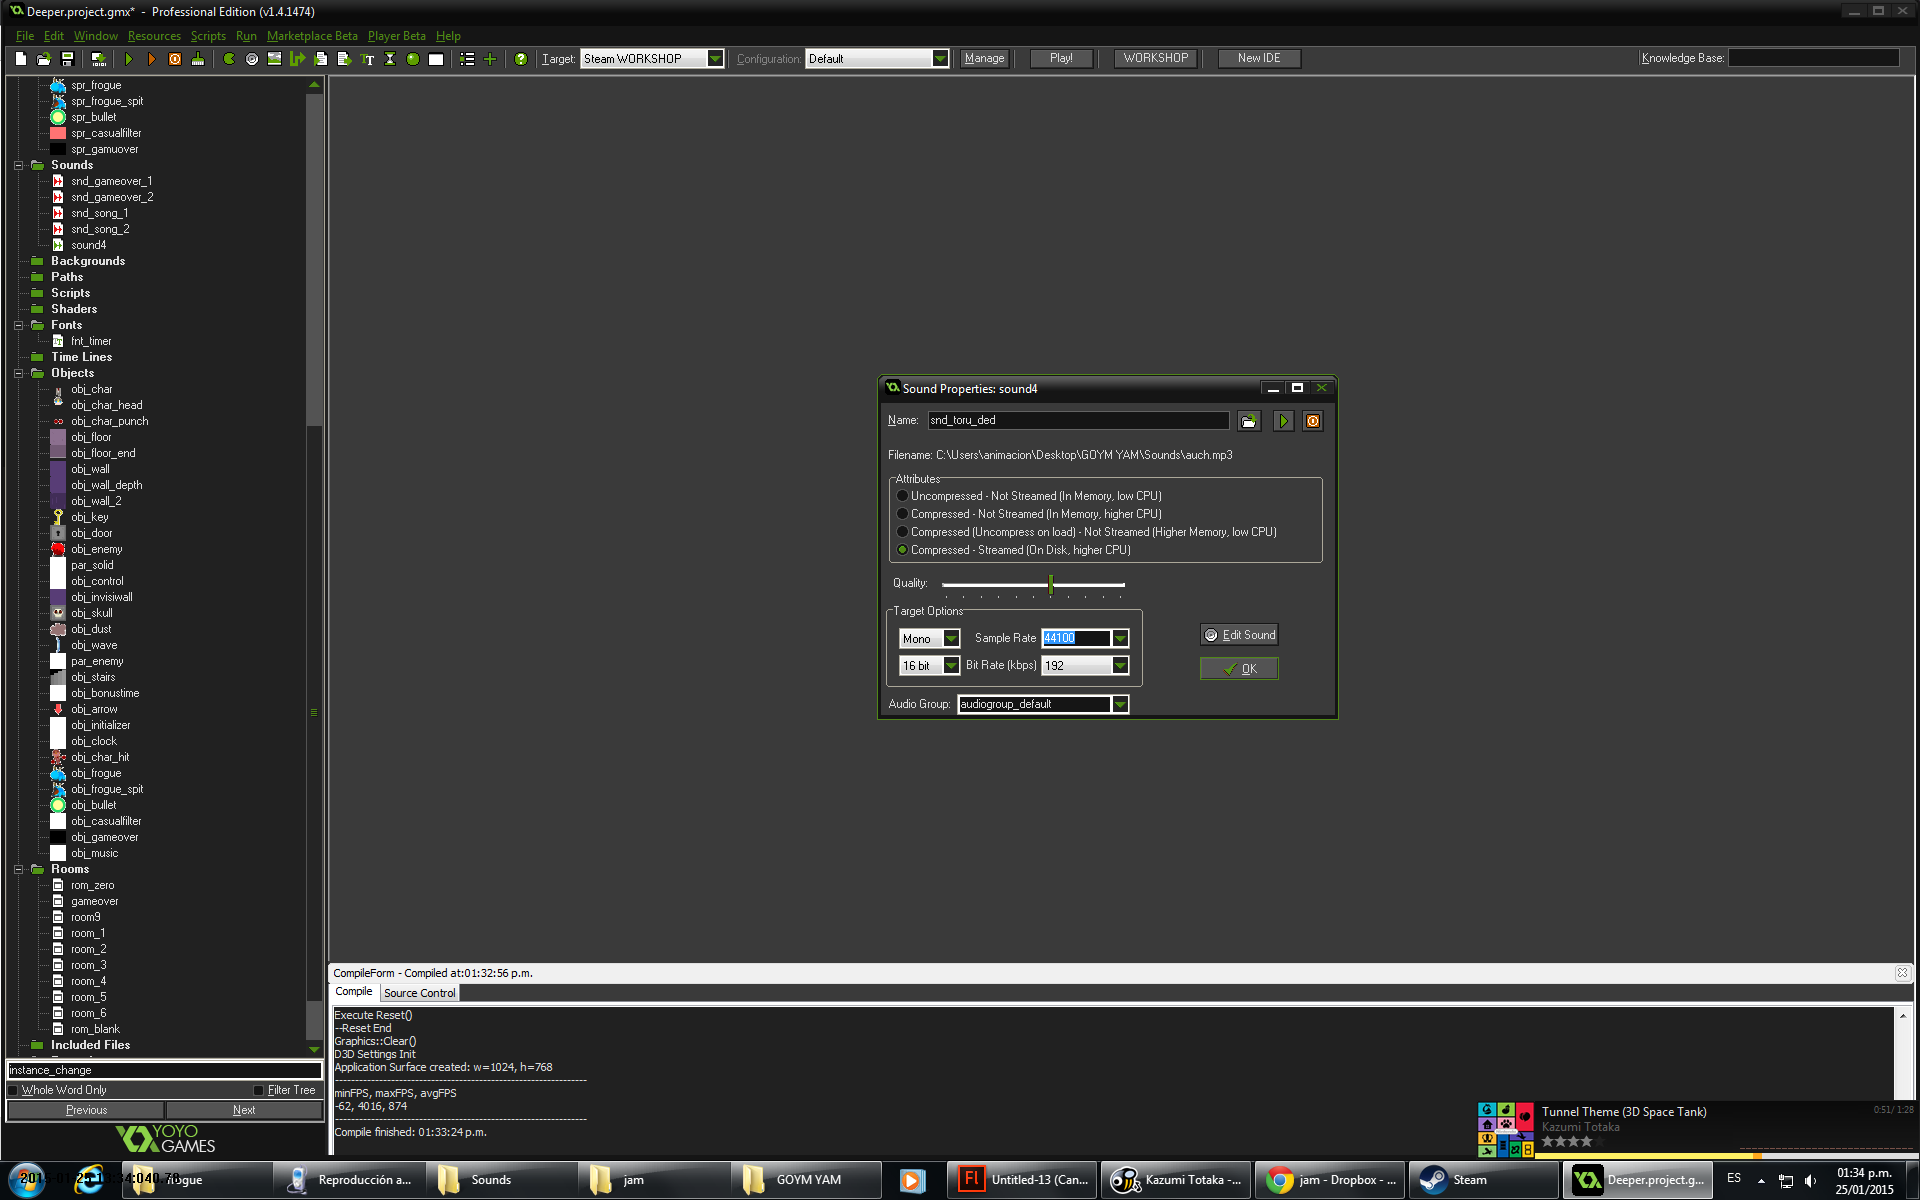 Deeper.project.gmx*  -  Professional Edition (v1.4.1474)
File Edit Window Resources Scripts Run Marketplace Beta Player Beta Help
Target: Steam WORKSHOP Configuration: Default Manage Play! WORKSHOP New IDE Knowledge Base:
spr_frogue
spr_frogue_spit
spr_bullet
spr_casualfilter
spr_gamuover
Sounds
snd_gameover_1
snd_gameover_2
snd_song_1
snd_song_2
sound4
Backgrounds
Paths
Scripts
Shaders
Fonts
fnt_timer
Time Lines
Objects
obj_char
obj_char_head
obj_char_punch
obj_floor
obj_floor_end
obj_wall
obj_wall_depth
obj_wall_2
obj_key
obj_door
obj_enemy
par_solid
obj_control
obj_invisiwall
obj_skull
obj_dust
obj_wave
par_enemy
obj_stairs
obj_bonustime
obj_arrow
obj_initializer
obj_clock
obj_char_hit
obj_frogue
obj_frogue_spit
obj_bullet
obj_casualfilter
obj_gameover
obj_music
Rooms
rom_zero
gameover
room9
room_1
room_2
room_3
room_4
room_5
room_6
rom_blank
Included Files
instance_change
Whole Word Only Filter Tree
Previous Next
YOYO
GAMES
Sound Properties: sound4
Name: snd_toru_ded
Filename: C:\Users\animacion\Desktop\GOYM YAM\Sounds\auch.mp3
Attributes
Uncompressed - Not Streamed (In Memory, low CPU)
Compressed - Not Streamed (In Memory, higher CPU)
Compressed (Uncompress on load) - Not Streamed (Higher Memory, low CPU)
Compressed - Streamed (On Disk, higher CPU)
Quality:
Target Options
Mono Sample Rate 44100
Edit Sound
16 bit Bit Rate (kbps) 192
OK
Audio Group: audiogroup_default
CompileForm - Compiled at:01:32:56 p.m.
Compile Source Control
Execute Reset()
--Reset End
Graphics::Clear()
D3D Settings Init
Application Surface created: w=1024, h=768
minFPS, maxFPS, avgFPS
-62, 4016, 874
Compile finished: 01:33:24 p.m.
Tunnel Theme (3D Space Tank) 0:51/ 1:28
Kazumi Totaka
frogue Reproducción a... Sounds jam GOYM YAM Untitled-13 (Can... Kazumi Totaka -... jam - Dropbox - ... Steam Deeper.project.g... ES 01:34 p.m.
25/01/2015